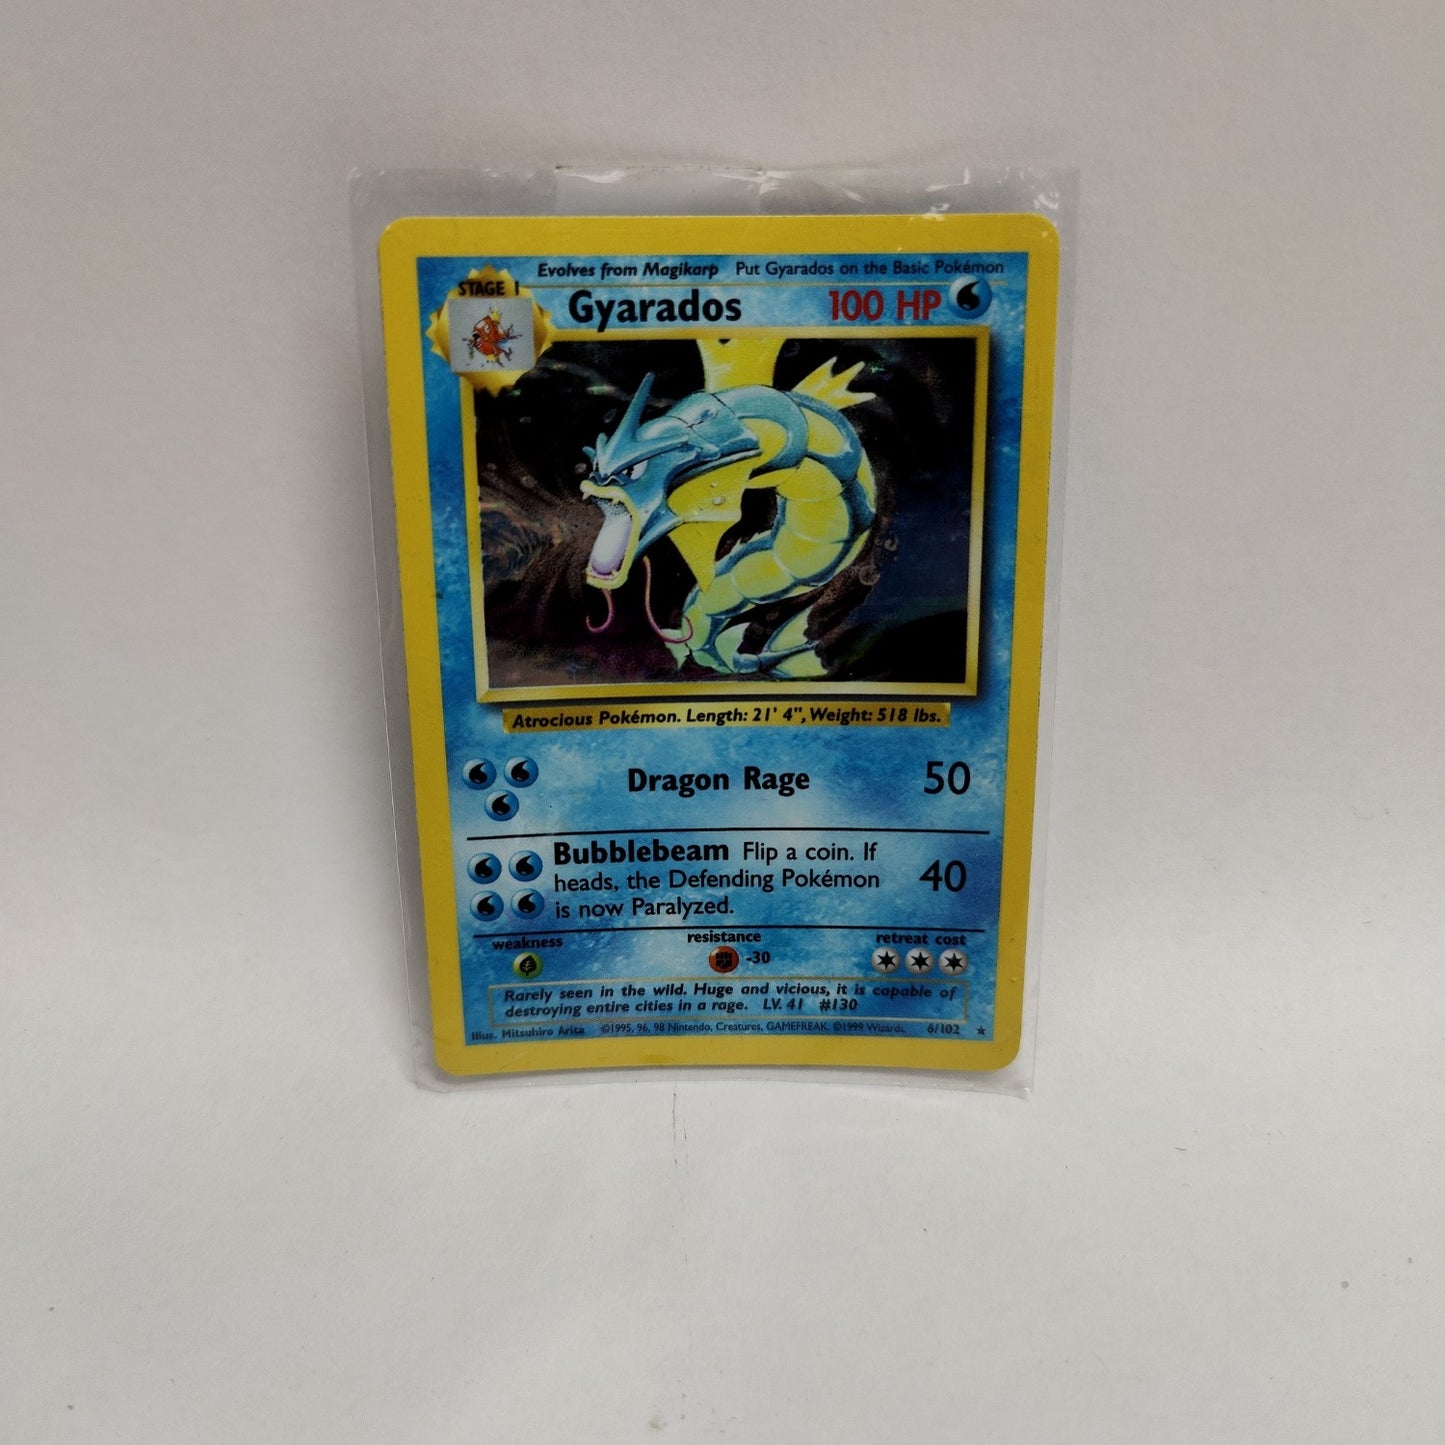 Evolves from Magikarp Put Gyarados on the Basic Pokémon
STAGE 1
Gyarados 100 HP
Atrocious Pokémon. Length: 21' 4", Weight: 518 lbs.
Dragon Rage 50
Bubblebeam Flip a coin. If
heads, the Defending Pokémon
is now Paralyzed.
40
weakness resistance retreat cost
-30
Rarely seen in the wild. Huge and vicious, it is capable of
destroying entire cities in a rage. LV. 41 #130
Illus. Mitsuhiro Arita ©1995, 96, 98 Nintendo, Creatures, GAMEFREAK. ©1999 Wizards. 6/102 ★